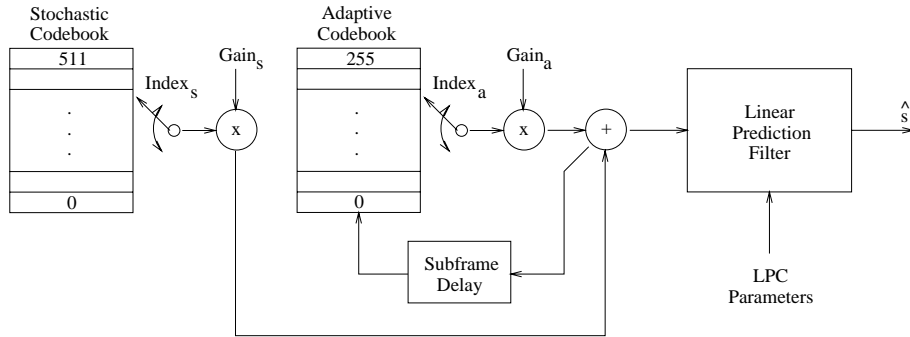 Stochastic
Codebook
511
.
.
.
0
Index_s
Gain_s
x
Adaptive
Codebook
255
.
.
.
0
Index_a
Gain_a
x
+
Subframe
Delay
Linear
Prediction
Filter
LPC
Parameters
ŝ